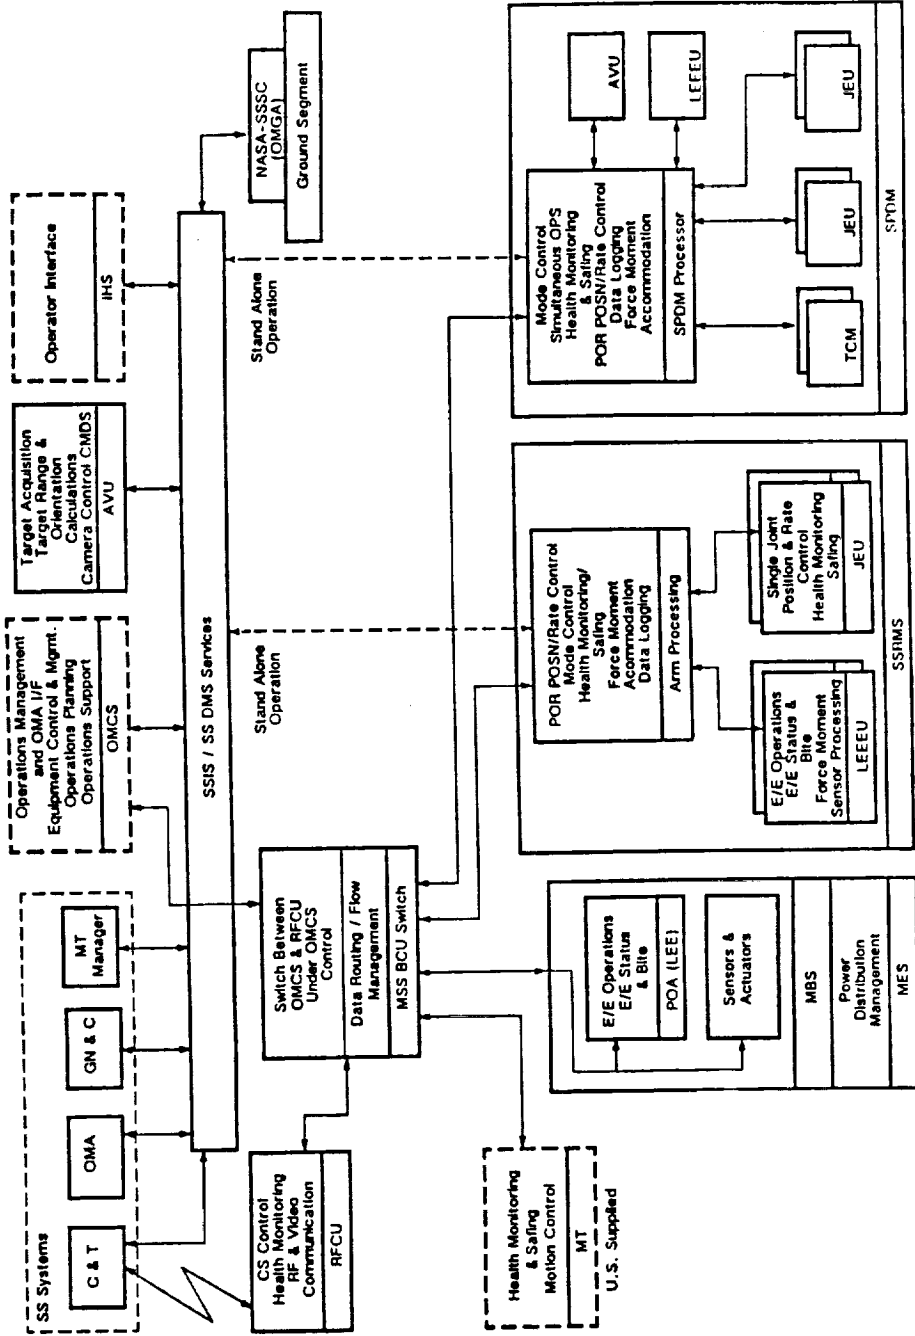 SS Systems
C & T
OMA
GN & C
MT
Manager
Operations Management
and OMA I/F
Equipment Control & Mgmt.
Operations Planning
Operations Support
OMCS
Target Acquisition
Target Range &
Orientation
Calculations
Camera Control CMDS
AVU
Operator Interface
IHS
SSIS / SS DMS Services
NASA-SSSC
(OMGA)
Ground Segment
CS Control
Health Monitoring
RF & Video
Communication
RFCU
Switch Between
OMCS & RFCU
Under OMCS
Control
Data Routing / Flow
Management
MSS BCU Switch
Stand Alone
Operation
Stand Alone
Operation
Health Monitoring
& Safing
Motion Control
MT
U.S. Supplied
E/E Operations
E/E Status
& Bite
POA (LEE)
Sensors &
Actuators
MBS
Power
Distribution
Management
MES
POR POSN/Rate Control
Mode Control
Health Monitoring/
Safing
Force Moment
Acommodation
Data Logging
Arm Processing
E/E Operations
E/E Status &
Bite
Force Moment
Sensor Processing
LEEEU
Single Joint
Position & Rate
Control
Health Monitoring
Safing
JEU
SSRMS
Mode Control
Simultaneous OPS
Health Monitoring
& Safing
POR POSN/Rate Control
Data Logging
Force Moment
Accommodation
SPDM Processor
AVU
LEEEU
TCM
JEU
JEU
SPDM